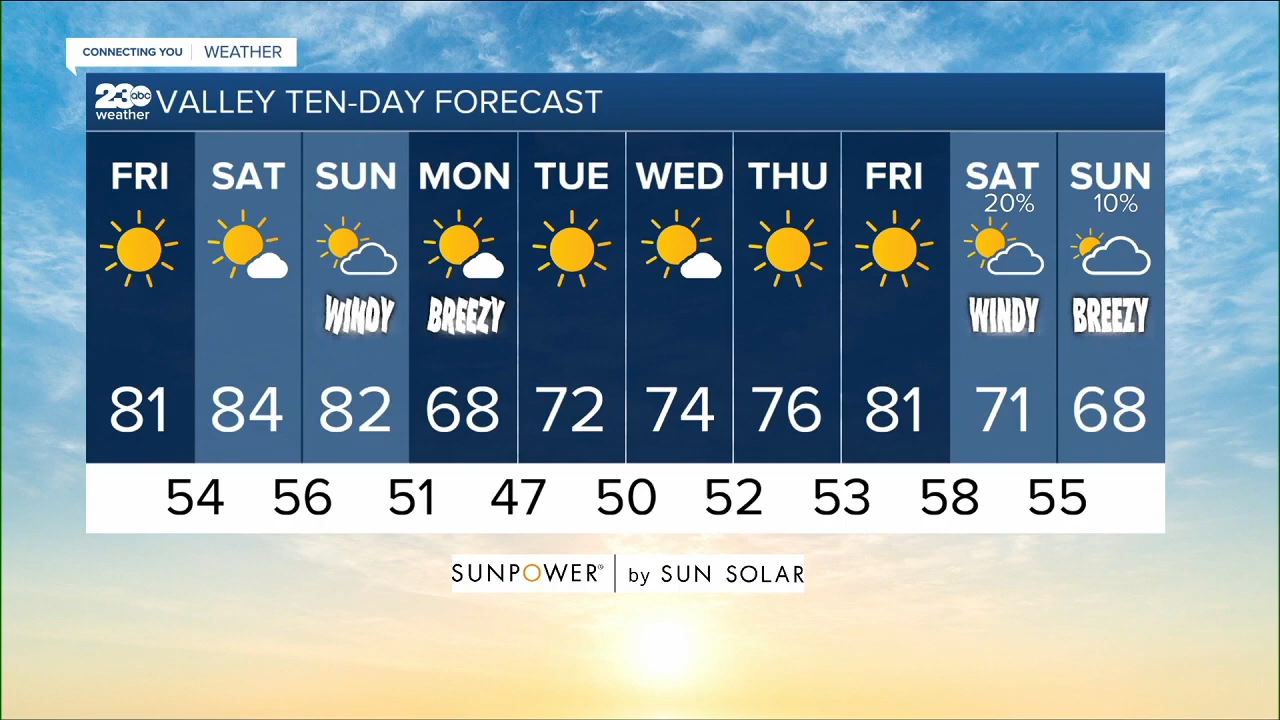 CONNECTING YOU | WEATHER
23 abc
weather
VALLEY TEN-DAY FORECAST
FRI SAT SUN MON TUE WED THU FRI SAT SUN
20% 10%
WINDY BREEZY WINDY BREEZY
81 84 82 68 72 74 76 81 71 68
54 56 51 47 50 52 53 58 55
SUNPOWER® | by SUN SOLAR